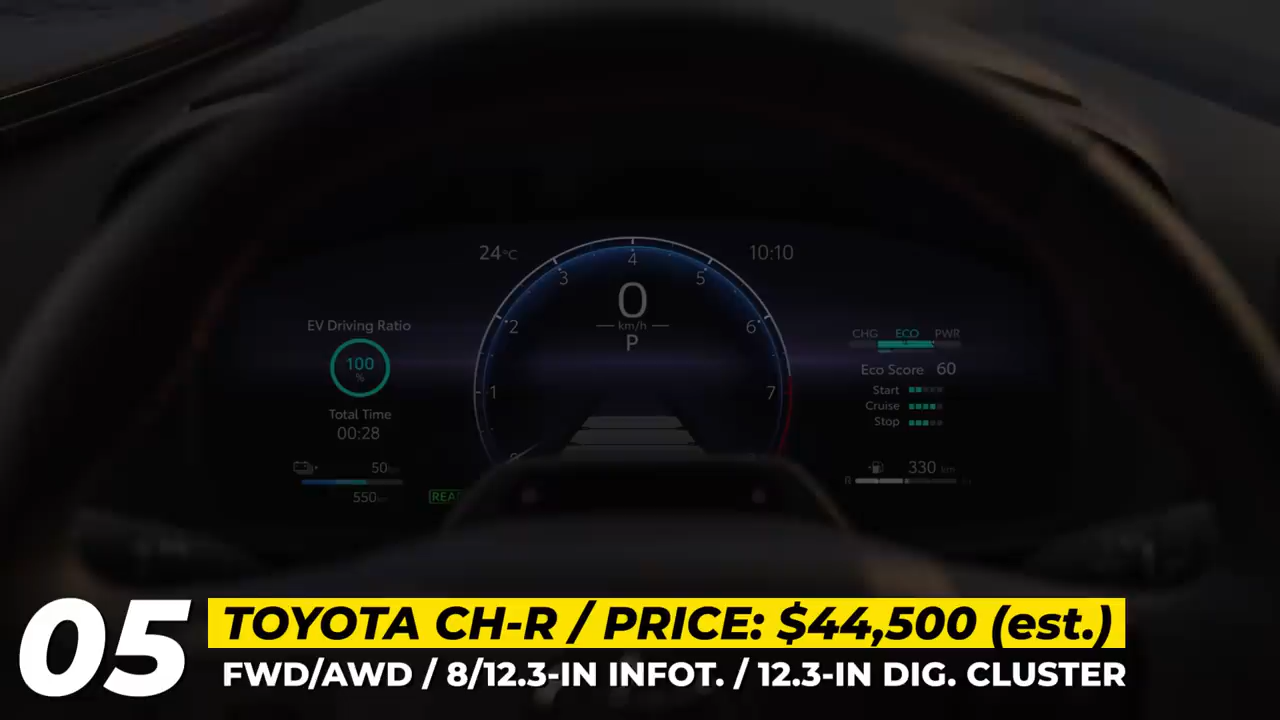 24°C
10:10
4
3
5
0
2
6
km/h
EV Driving Ratio
P
CHG ECO PWR
100
%
Eco Score 60
1
7
Start
Cruise
Total Time
Stop
00:28
50
330 km
R
550
READ
05
TOYOTA CH-R / PRICE: $44,500 (est.)
FWD/AWD / 8/12.3-IN INFOT. / 12.3-IN DIG. CLUSTER